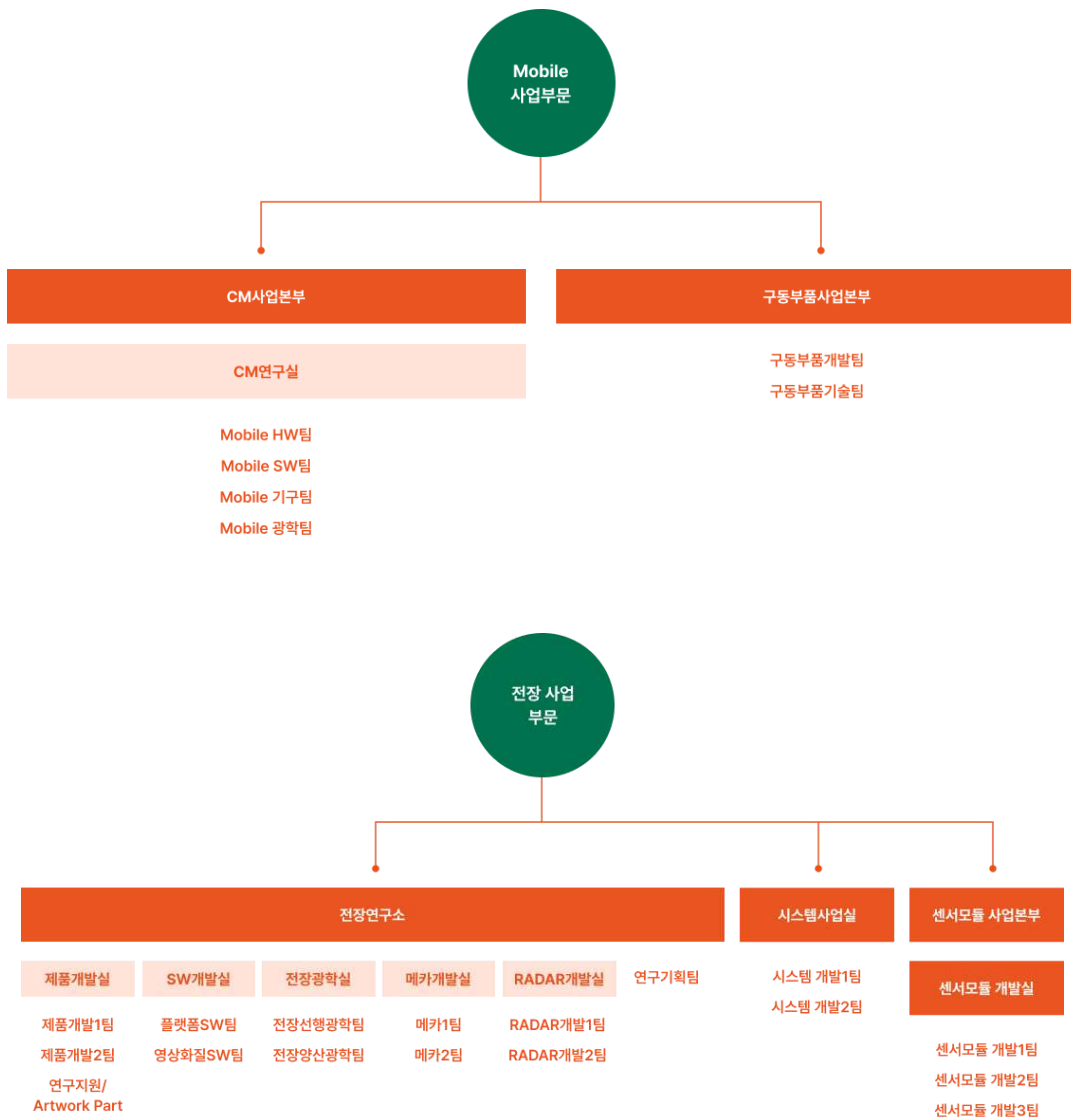 Mobile
사업부문
CM사업본부
구동부품사업본부
CM연구실
구동부품개발팀
구동부품기술팀
Mobile HW팀
Mobile SW팀
Mobile 기구팀
Mobile 광학팀
전장 사업
부문
전장연구소
시스템사업실
센서모듈 사업본부
제품개발실
SW개발실
전장광학실
메카개발실
RADAR개발실
연구기획팀
시스템 개발1팀
시스템 개발2팀
센서모듈 개발실
제품개발1팀
제품개발2팀
연구지원/
Artwork Part
플랫폼SW팀
영상화질SW팀
전장선행광학팀
전장양산광학팀
메카1팀
메카2팀
RADAR개발1팀
RADAR개발2팀
센서모듈 개발1팀
센서모듈 개발2팀
센서모듈 개발3팀